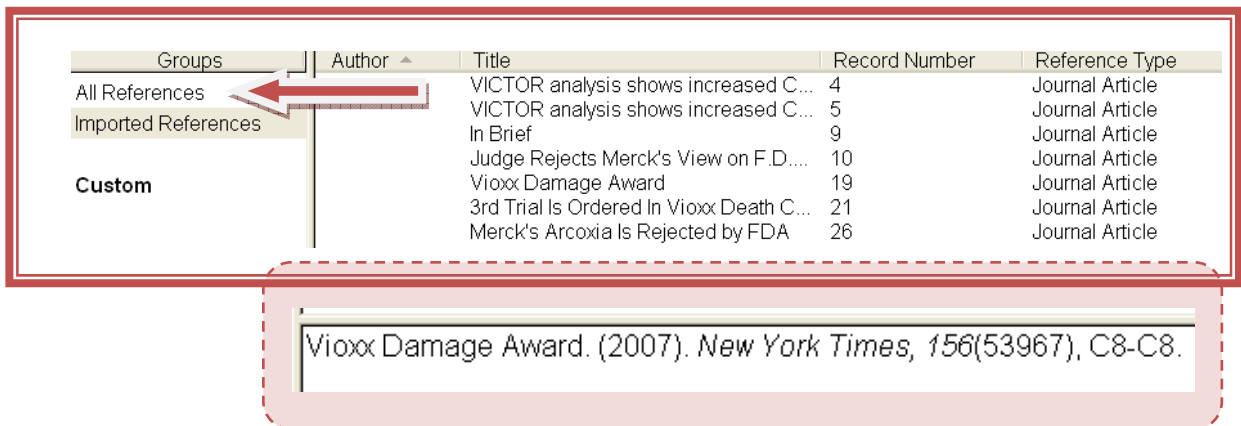 Groups Author Title Record Number Reference Type
All References VICTOR analysis shows increased C... 4 Journal Article
Imported References VICTOR analysis shows increased C... 5 Journal Article
In Brief 9 Journal Article
Judge Rejects Merck's View on F.D.... 10 Journal Article
Custom Vioxx Damage Award 19 Journal Article
3rd Trial Is Ordered In Vioxx Death C... 21 Journal Article
Merck's Arcoxia Is Rejected by FDA 26 Journal Article
Vioxx Damage Award. (2007). New York Times, 156(53967), C8-C8.